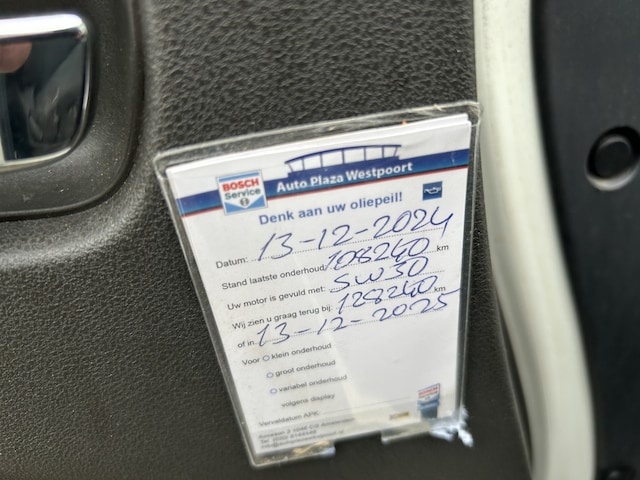 BOSCH
Service
Auto Plaza Westpoort
Denk aan uw oliepeil!
Datum: 13-12-2024
Stand laatste onderhoud: 108240 km
Uw motor is gevuld met: 5W30
Wij zien u graag terug bij: 128240 km
of in: 13-12-2025
Voor klein onderhoud
groot onderhoud
variabel onderhoud
volgens display
Vervaldatum APK: